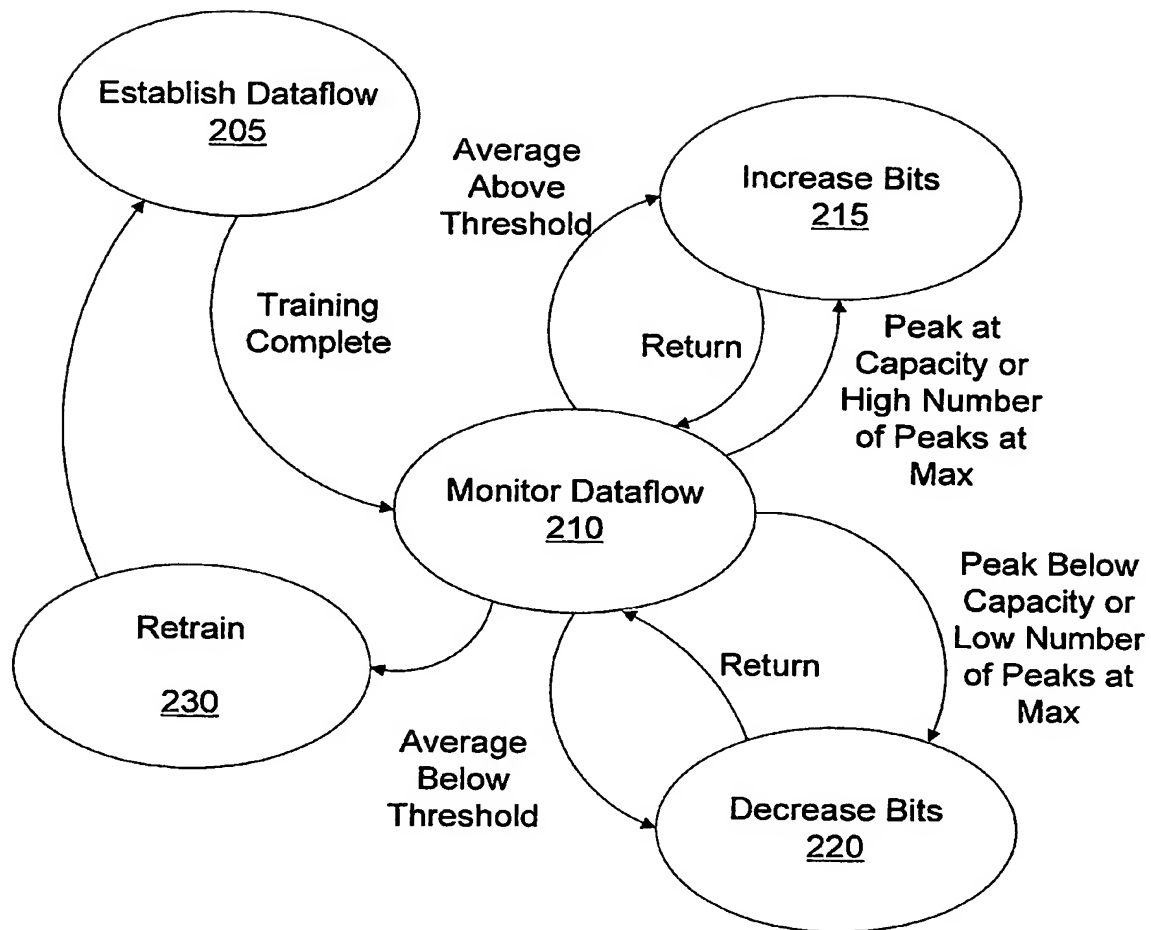 Establish Dataflow
205
Average
Above
Threshold
Increase Bits
215
Training
Complete
Return
Peak at
Capacity or
High Number
of Peaks at
Max
Monitor Dataflow
210
Retrain
230
Peak Below
Capacity or
Low Number
of Peaks at
Max
Return
Average
Below
Threshold
Decrease Bits
220